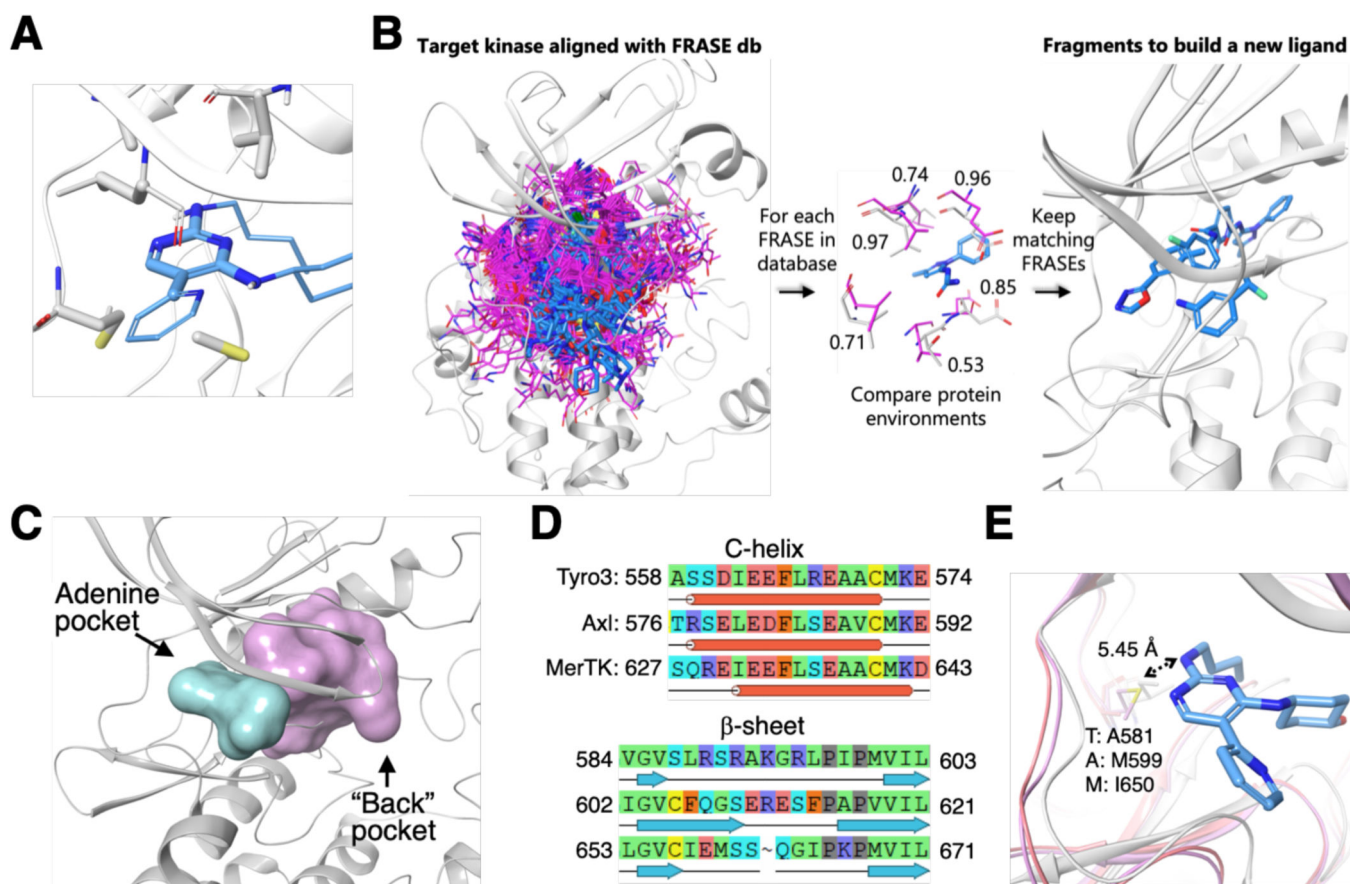 A
B
Target kinase aligned with FRASE db
Fragments to build a new ligand
For each
FRASE in
database
0.74
0.96
0.97
0.85
0.71
0.53
Compare protein
environments
Keep
matching
FRASEs
C
Adenine
pocket
"Back"
pocket
D
C-helix
Tyro3: 558 ASSDIEEFLREAACMKE 574
Axl: 576 TRSELEDFLSEAVCMKE 592
MerTK: 627 SQREIEEFLSEAACMKD 643
β-sheet
584 VGVSLRSRAKGRLPIPMVIL 603
602 IGVCFQGSERESFPAPVVIL 621
653 LGVCIEMSS~QGIPKPMVIL 671
E
5.45 Å
T: A581
A: M599
M: I650